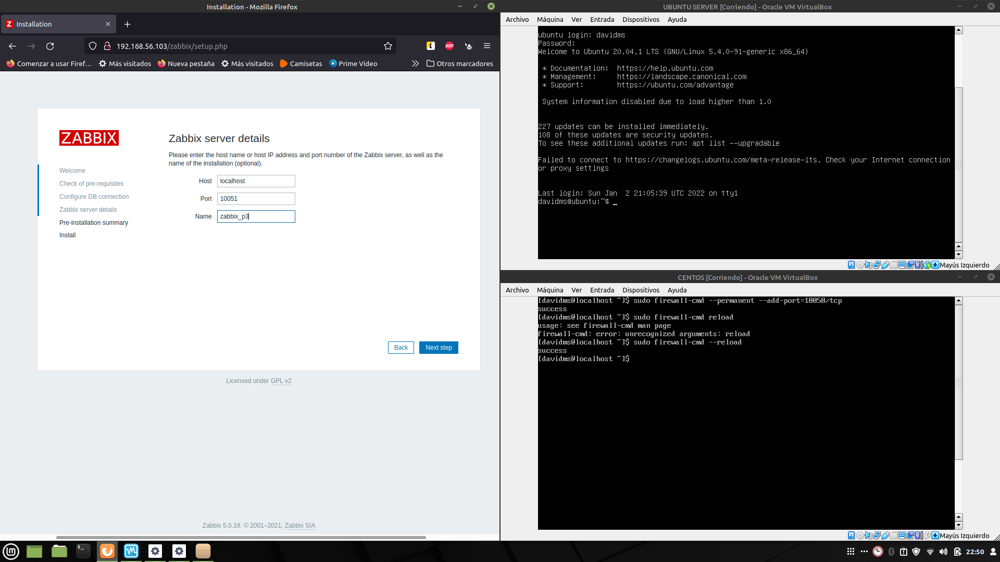 Installation - Mozilla Firefox
Installation
192.168.56.103/zabbix/setup.php
ABP
Comenzar a usar Firef...
Más visitados
Nueva pestaña
Más visitados
Camisetas
Prime Video
Otros marcadores
ZABBIX
Welcome
Check of pre-requisites
Configure DB connection
Zabbix server details
Pre-installation summary
Install
Zabbix server details
Please enter the host name or host IP address and port number of the Zabbix server, as well as the
name of the installation (optional).
Host localhost
Port 10051
Name zabbix_p3
Back Next step
Licensed under GPL v2
Zabbix 5.0.19. © 2001–2021, Zabbix SIA
UBUNTU SERVER [Corriendo] - Oracle VM VirtualBox
Archivo Máquina Ver Entrada Dispositivos Ayuda
ubuntu login: davidms
Password:
Welcome to Ubuntu 20.04.1 LTS (GNU/Linux 5.4.0-91-generic x86_64)
* Documentation: https://help.ubuntu.com
* Management: https://landscape.canonical.com
* Support: https://ubuntu.com/advantage
System information disabled due to load higher than 1.0
227 updates can be installed immediately.
108 of these updates are security updates.
To see these additional updates run: apt list --upgradable
Failed to connect to https://changelogs.ubuntu.com/meta-release-lts. Check your Internet connection
or proxy settings
Last login: Sun Jan  2 21:05:39 UTC 2022 on tty1
davidms@ubuntu:~$ _
Mayús Izquierdo
CENTOS [Corriendo] - Oracle VM VirtualBox
Archivo Máquina Ver Entrada Dispositivos Ayuda
[davidms@localhost ~]$ sudo firewall-cmd --permanent --add-port=10050/tcp
success
[davidms@localhost ~]$ sudo firewall-cmd reload
usage: see firewall-cmd man page
firewall-cmd: error: unrecognized arguments: reload
[davidms@localhost ~]$ sudo firewall-cmd --reload
success
[davidms@localhost ~]$
Mayús Izquierdo
22:50